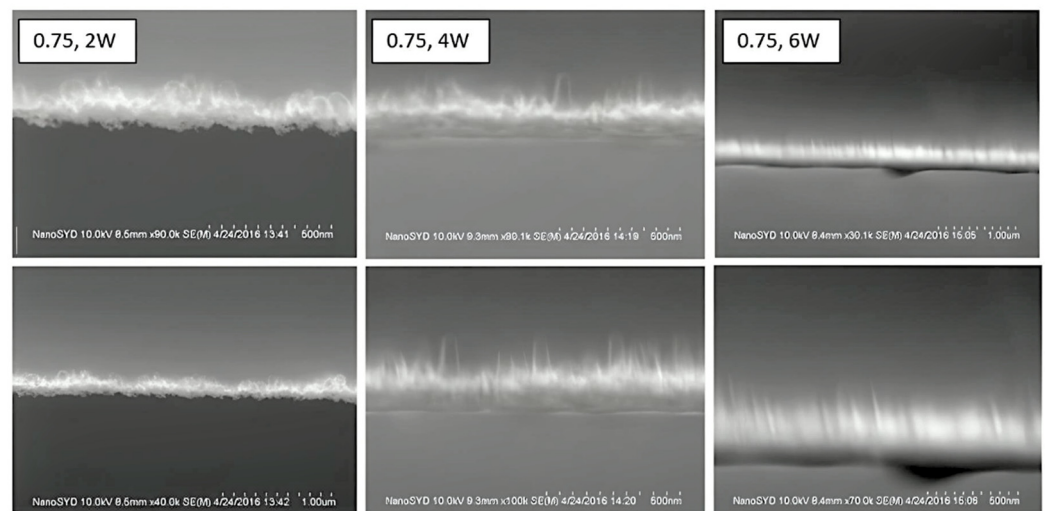 0.75, 2W
0.75, 4W
0.75, 6W
NanoSYD 10.0kV 8.5mm x90.0k SE(M) 4/24/2016 13:41 500nm
NanoSYD 10.0kV 9.3mm x90.1k SE(M) 4/24/2016 14:19 500nm
NanoSYD 10.0kV 8.4mm x30.1k SE(M) 4/24/2016 15:05 1.00um
NanoSYD 10.0kV 8.5mm x40.0k SE(M) 4/24/2016 13:42 1.00um
NanoSYD 10.0kV 9.3mm x100k SE(M) 4/24/2016 14:20 500nm
NanoSYD 10.0kV 8.4mm x70.0k SE(M) 4/24/2016 15:06 500nm